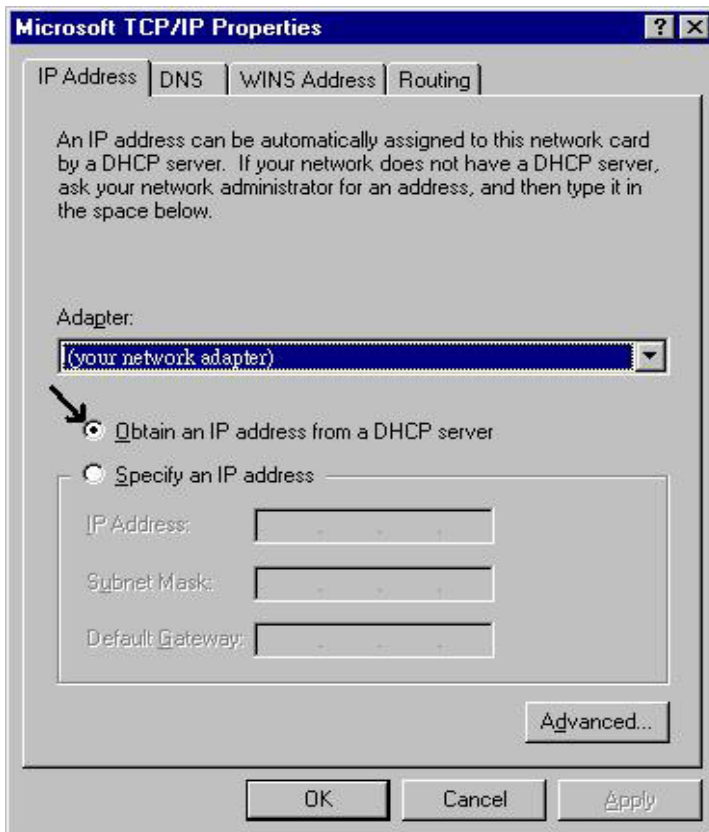 Microsoft TCP/IP Properties
IP Address DNS WINS Address Routing
An IP address can be automatically assigned to this network card
by a DHCP server. If your network does not have a DHCP server,
ask your network administrator for an address, and then type it in
the space below.
Adapter:
(your network adapter)
Obtain an IP address from a DHCP server
Specify an IP address
IP Address:
Subnet Mask:
Default Gateway:
Advanced...
OK Cancel Apply